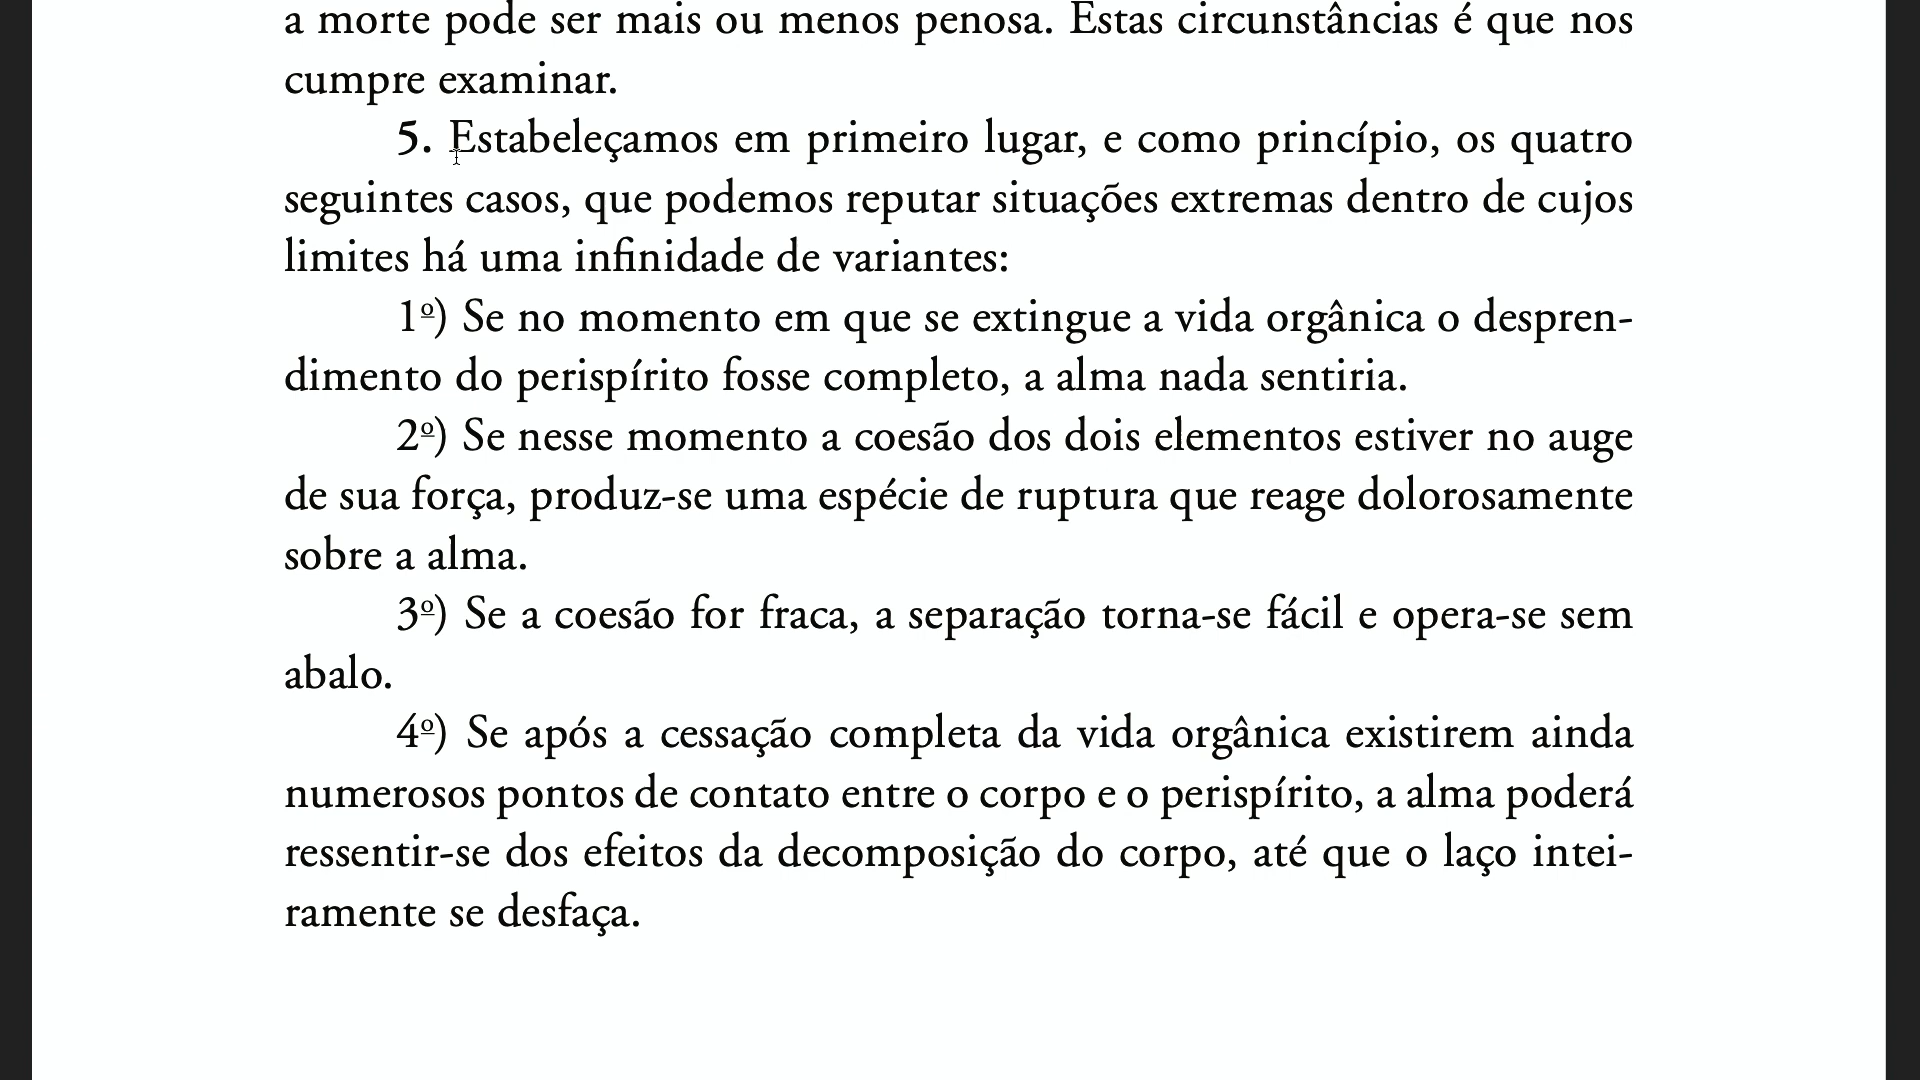 a morte pode ser mais ou menos penosa. Estas circunstâncias é que nos
cumpre examinar.
5. Estabeleçamos em primeiro lugar, e como princípio, os quatro
seguintes casos, que podemos reputar situações extremas dentro de cujos
limites há uma infinidade de variantes:
1º) Se no momento em que se extingue a vida orgânica o despren-
dimento do perispírito fosse completo, a alma nada sentiria.
2º) Se nesse momento a coesão dos dois elementos estiver no auge
de sua força, produz-se uma espécie de ruptura que reage dolorosamente
sobre a alma.
3º) Se a coesão for fraca, a separação torna-se fácil e opera-se sem
abalo.
4º) Se após a cessação completa da vida orgânica existirem ainda
numerosos pontos de contato entre o corpo e o perispírito, a alma poderá
ressentir-se dos efeitos da decomposição do corpo, até que o laço intei-
ramente se desfaça.